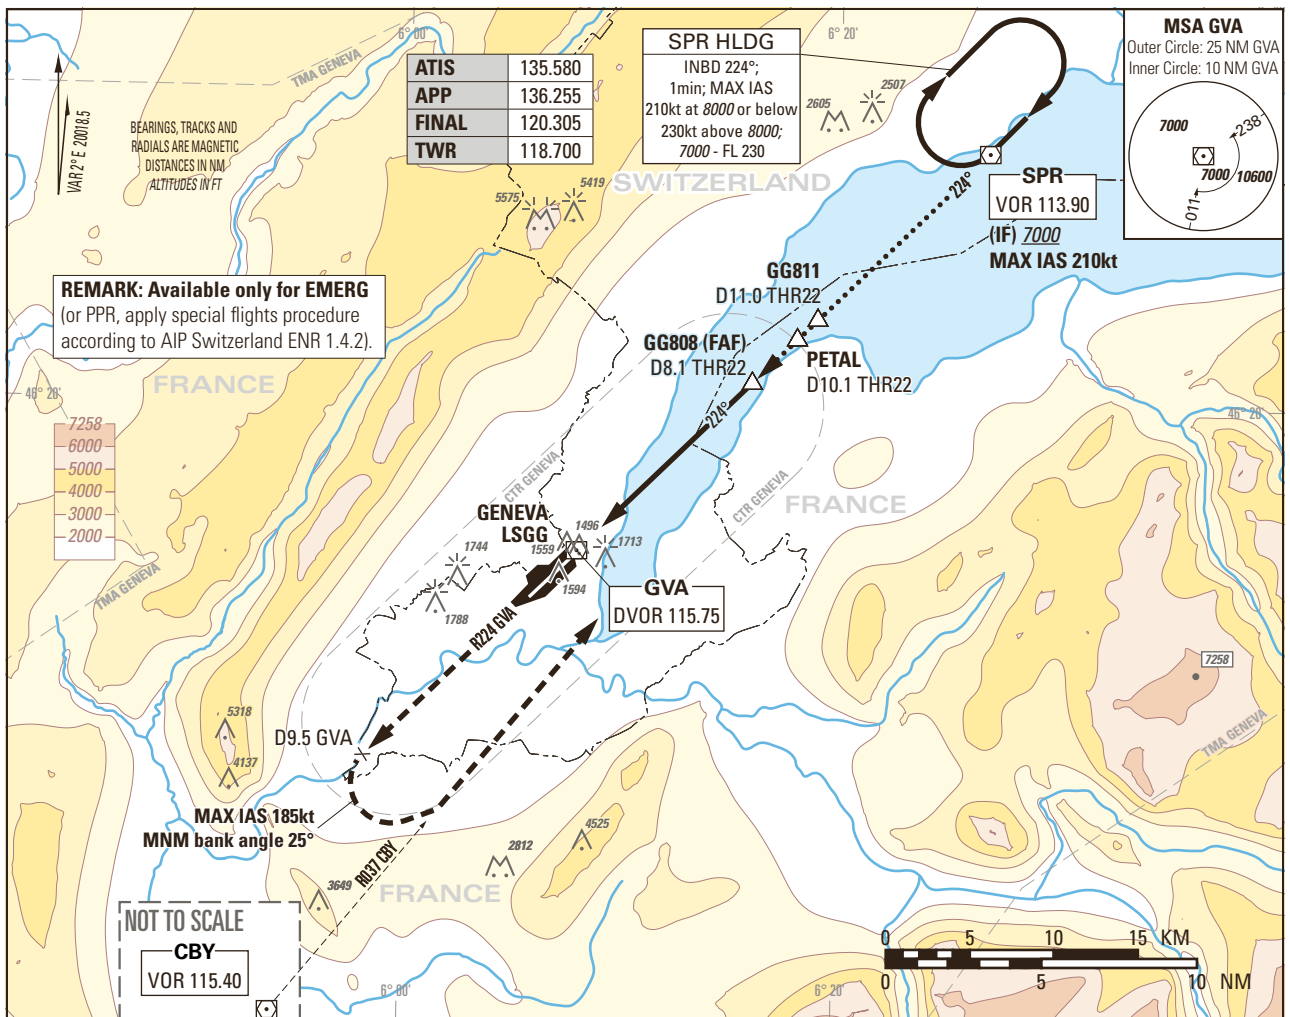 6° 00'
6° 20'
TMA GENEVA
VAR 2° E 2018.5
BEARINGS, TRACKS AND
RADIALS ARE MAGNETIC
DISTANCES IN NM
ALTITUDES IN FT
ATIS 135.580
APP 136.255
FINAL 120.305
TWR 118.700
SPR HLDG
INBD 224°;
1min; MAX IAS
210kt at 8000 or below
230kt above 8000;
7000 - FL 230
2605
2507
MSA GVA
Outer Circle: 25 NM GVA
Inner Circle: 10 NM GVA
7000
238
7000
10600
011
5575
5419
SWITZERLAND
224°
SPR
VOR 113.90
(IF) 7000
MAX IAS 210kt
REMARK: Available only for EMERG
(or PPR, apply special flights procedure
according to AIP Switzerland ENR 1.4.2).
GG811
D11.0 THR22
GG808 (FAF)
D8.1 THR22
PETAL
D10.1 THR22
FRANCE
46° 20'
46° 20'
224°
7258
6000
5000
4000
3000
2000
CTR GENEVA
CTR GENEVA
FRANCE
GENEVA
LSGG
1496
1559
1713
1594
1744
1788
TMA GENEVA
GVA
DVOR 115.75
R224 GVA
7258
5318
4137
D9.5 GVA
TMA GENEVA
MAX IAS 185kt
MNM bank angle 25°
R037 CBY
4525
2812
3649
FRANCE
NOT TO SCALE
CBY
VOR 115.40
0 5 10 15 KM
0 5 10 NM
6° 00'
6° 20'